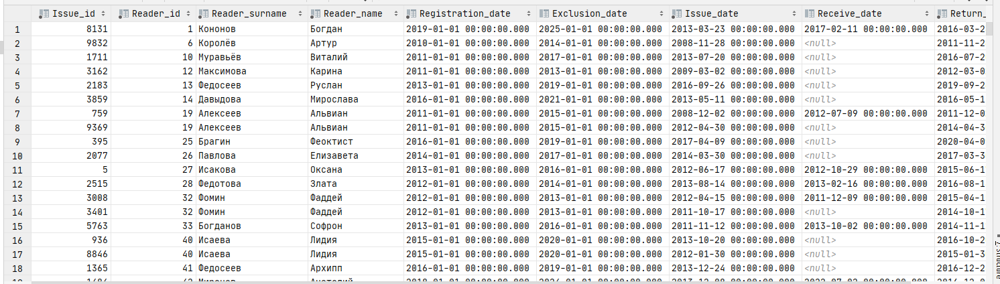 Issue_id Reader_id Reader_surname Reader_name Registration_date Exclusion_date Issue_date Receive_date Return_
1 8131 1 Кононов Богдан 2019-01-01 00:00:00.000 2025-01-01 00:00:00.000 2013-03-23 00:00:00.000 2017-02-11 00:00:00.000 2016-03-2
2 9832 6 Королёв Артур 2010-01-01 00:00:00.000 2014-01-01 00:00:00.000 2008-11-28 00:00:00.000 <null> 2011-11-2
3 1711 10 Муравьёв Виталий 2011-01-01 00:00:00.000 2017-01-01 00:00:00.000 2013-07-20 00:00:00.000 <null> 2016-07-2
4 3162 12 Максимова Карина 2011-01-01 00:00:00.000 2013-01-01 00:00:00.000 2009-03-02 00:00:00.000 <null> 2012-03-0
5 2183 13 Федосеев Руслан 2013-01-01 00:00:00.000 2019-01-01 00:00:00.000 2016-09-26 00:00:00.000 <null> 2019-09-2
6 3859 14 Давыдова Мирослава 2016-01-01 00:00:00.000 2021-01-01 00:00:00.000 2013-05-11 00:00:00.000 <null> 2016-05-1
7 759 19 Алексеев Альвиан 2011-01-01 00:00:00.000 2015-01-01 00:00:00.000 2008-12-02 00:00:00.000 2012-07-09 00:00:00.000 2011-12-0
8 9369 19 Алексеев Альвиан 2011-01-01 00:00:00.000 2015-01-01 00:00:00.000 2012-04-30 00:00:00.000 <null> 2014-04-3
9 395 25 Брагин Феоктист 2016-01-01 00:00:00.000 2019-01-01 00:00:00.000 2017-04-09 00:00:00.000 <null> 2020-04-0
10 2077 26 Павлова Елизавета 2014-01-01 00:00:00.000 2017-01-01 00:00:00.000 2014-03-30 00:00:00.000 <null> 2017-03-3
11 5 27 Исакова Оксана 2013-01-01 00:00:00.000 2016-01-01 00:00:00.000 2012-06-17 00:00:00.000 2012-10-29 00:00:00.000 2015-06-1
12 2515 28 Федотова Злата 2012-01-01 00:00:00.000 2014-01-01 00:00:00.000 2013-08-14 00:00:00.000 2013-02-16 00:00:00.000 2016-08-1
13 3008 32 Фомин Фаддей 2012-01-01 00:00:00.000 2013-01-01 00:00:00.000 2012-04-15 00:00:00.000 2011-12-09 00:00:00.000 2015-04-1
14 3401 32 Фомин Фаддей 2012-01-01 00:00:00.000 2013-01-01 00:00:00.000 2011-10-17 00:00:00.000 <null> 2014-10-1
15 5763 33 Богданов Софрон 2013-01-01 00:00:00.000 2016-01-01 00:00:00.000 2011-11-12 00:00:00.000 2013-10-02 00:00:00.000 2014-11-1
16 936 40 Исаева Лидия 2015-01-01 00:00:00.000 2020-01-01 00:00:00.000 2013-10-20 00:00:00.000 <null> 2016-10-2
17 8846 40 Исаева Лидия 2015-01-01 00:00:00.000 2020-01-01 00:00:00.000 2012-01-30 00:00:00.000 <null> 2015-01-3
18 1365 41 Федосеев Архипп 2016-01-01 00:00:00.000 2019-01-01 00:00:00.000 2013-12-24 00:00:00.000 <null> 2016-12-2